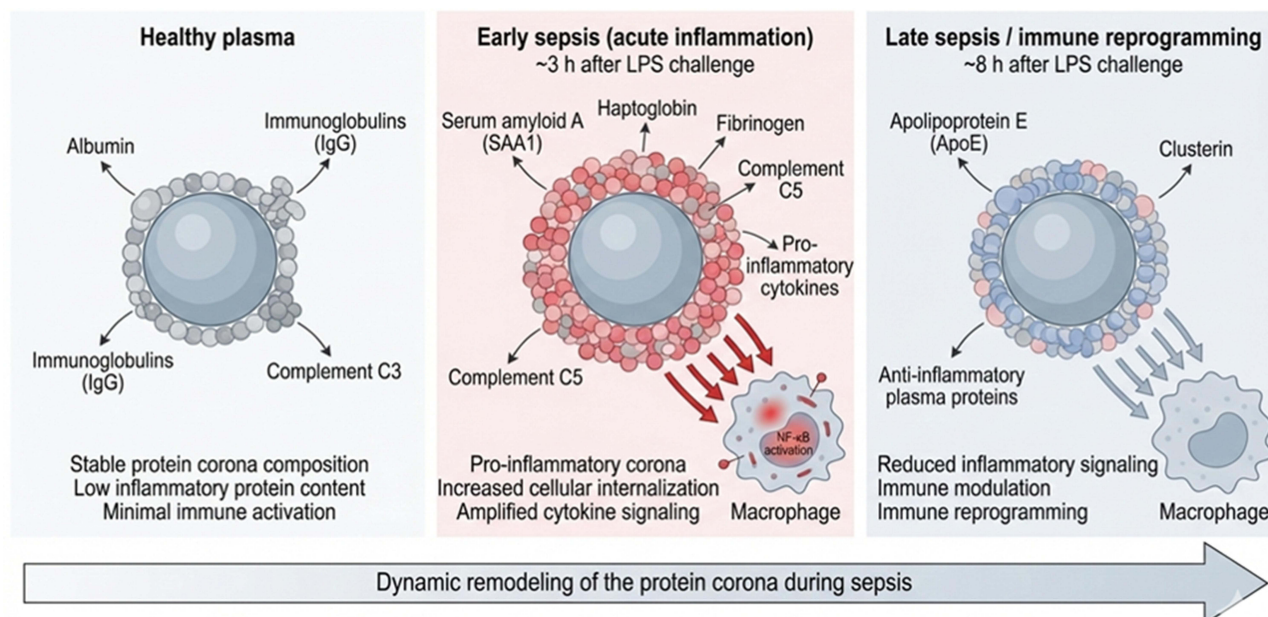 Healthy plasma
Albumin
Immunoglobulins
(IgG)
Immunoglobulins
(IgG)
Complement C3
Stable protein corona composition
Low inflammatory protein content
Minimal immune activation
Early sepsis (acute inflammation)
~3 h after LPS challenge
Serum amyloid A
(SAA1)
Haptoglobin
Fibrinogen
Complement
C5
Pro-
inflammatory
cytokines
Complement C5
NF-κB
activation
Pro-inflammatory corona
Increased cellular internalization
Amplified cytokine signaling
Macrophage
Late sepsis / immune reprogramming
~8 h after LPS challenge
Apolipoprotein E
(ApoE)
Clusterin
Anti-inflammatory
plasma proteins
Reduced inflammatory signaling
Immune modulation
Immune reprogramming
Macrophage
Dynamic remodeling of the protein corona during sepsis